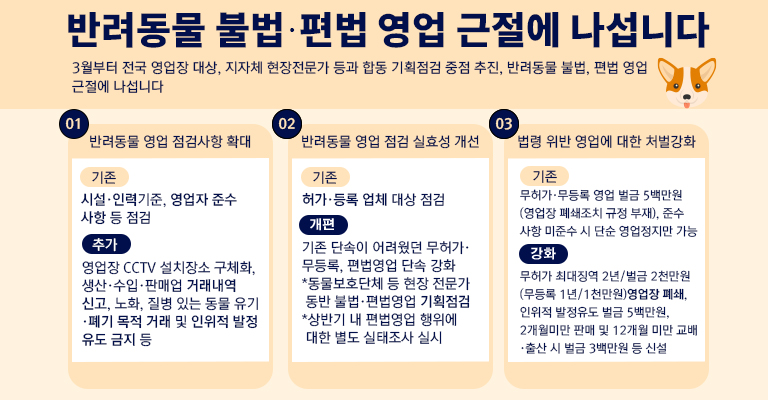 반려동물 불법·편법 영업 근절에 나섭니다
3월부터 전국 영업장 대상, 지자체 현장전문가 등과 합동 기획점검 중점 추진, 반려동물 불법, 편법 영업
근절에 나섭니다
01
반려동물 영업 점검사항 확대
기존
시설·인력기준, 영업자 준수
사항 등 점검
추가
영업장 CCTV 설치장소 구체화,
생산·수입·판매업 거래내역
신고, 노화, 질병 있는 동물 유기
·폐기 목적 거래 및 인위적 발정
유도 금지 등
02
반려동물 영업 점검 실효성 개선
기존
허가·등록 업체 대상 점검
개편
기존 단속이 어려웠던 무허가·
무등록, 편법영업 단속 강화
*동물보호단체 등 현장 전문가
동반 불법·편법영업 기획점검
*상반기 내 편법영업 행위에
대한 별도 실태조사 실시
03
법령 위반 영업에 대한 처벌강화
기존
무허가·무등록 영업 벌금 5백만원
(영업장 폐쇄조치 규정 부재), 준수
사항 미준수 시 단순 영업정지만 가능
강화
무허가 최대징역 2년/벌금 2천만원
(무등록 1년/1천만원)영업장 폐쇄,
인위적 발정유도 벌금 5백만원,
2개월미만 판매 및 12개월 미만 교배
·출산 시 벌금 3백만원 등 신설